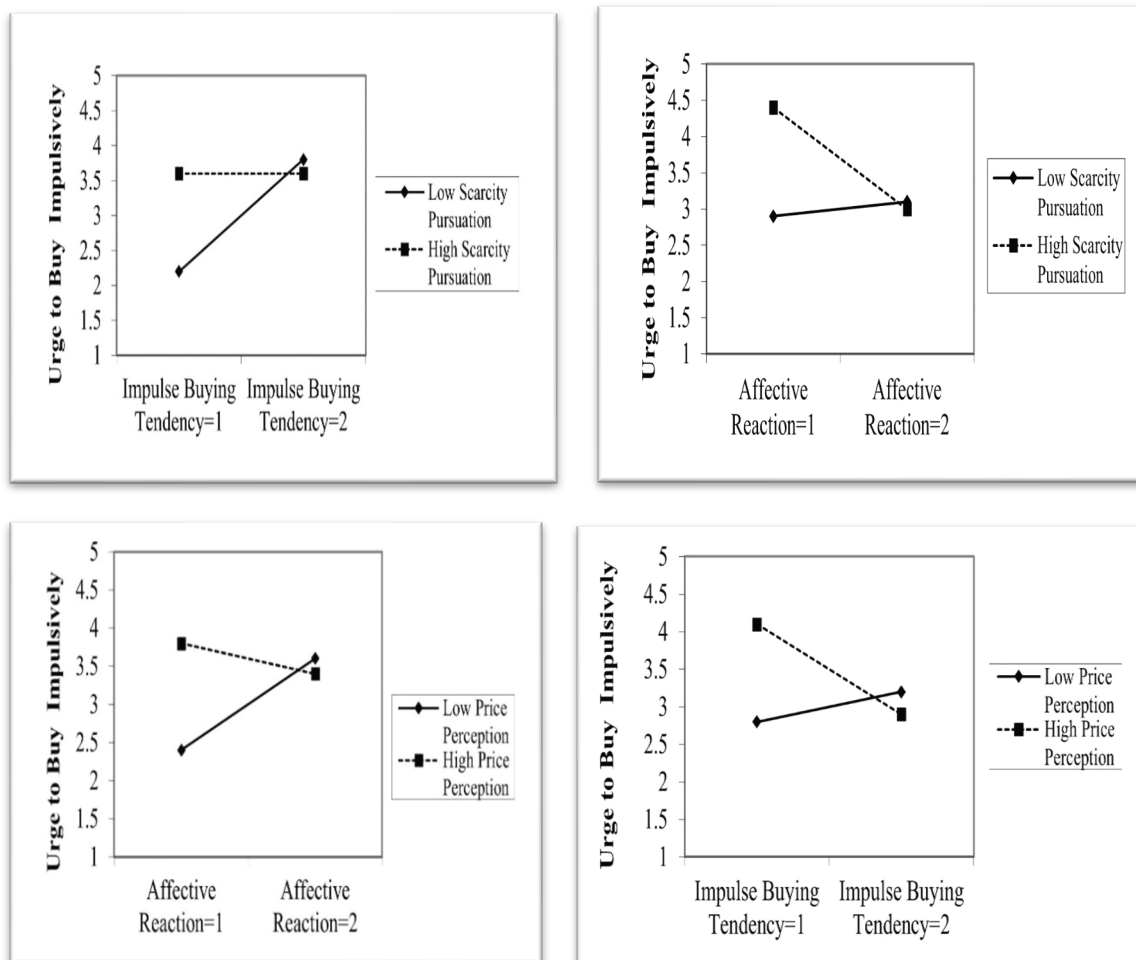 Urge to Buy Impulsively
5
4.5
4
3.5
3
2.5
2
1.5
1
Impulse Buying
Tendency=1
Impulse Buying
Tendency=2
Low Scarcity
Pursuation
High Scarcity
Pursuation
Urge to Buy Impulsively
5
4.5
4
3.5
3
2.5
2
1.5
1
Affective
Reaction=1
Affective
Reaction=2
Low Scarcity
Pursuation
High Scarcity
Pursuation
Urge to Buy Impulsively
5
4.5
4
3.5
3
2.5
2
1.5
1
Affective
Reaction=1
Affective
Reaction=2
Low Price
Perception
High Price
Perception
Urge to Buy Impulsively
5
4.5
4
3.5
3
2.5
2
1.5
1
Impulse Buying
Tendency=1
Impulse Buying
Tendency=2
Low Price
Perception
High Price
Perception